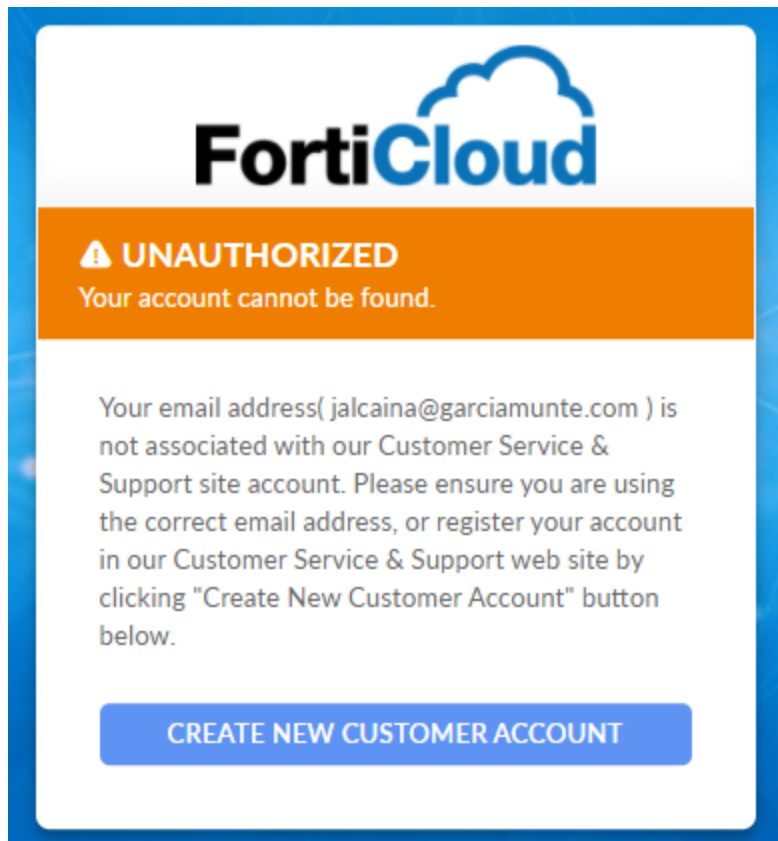 FortiCloud
UNAUTHORIZED
Your account cannot be found.
Your email address( jalcaina@garciamunte.com ) is
not associated with our Customer Service &
Support site account. Please ensure you are using
the correct email address, or register your account
in our Customer Service & Support web site by
clicking "Create New Customer Account" button
below.
CREATE NEW CUSTOMER ACCOUNT